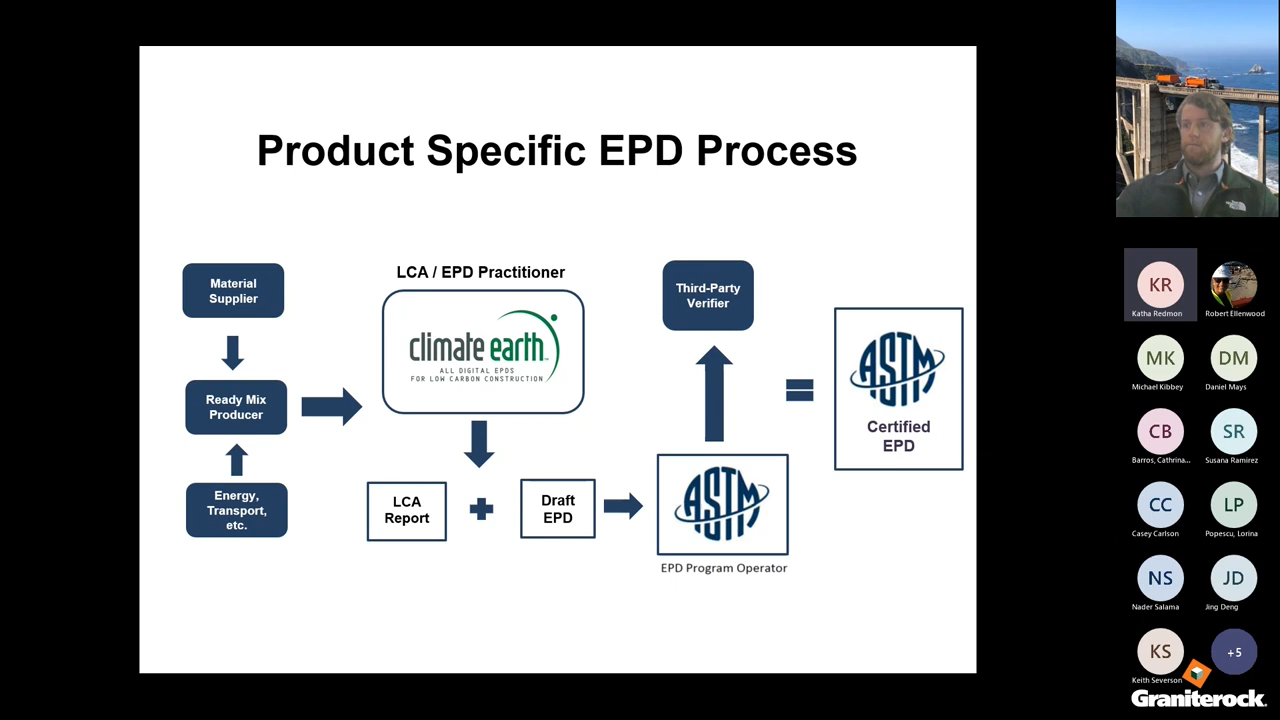 Product Specific EPD Process
Material
Supplier
Ready Mix
Producer
Energy,
Transport,
etc.
LCA / EPD Practitioner
climate earth™
ALL DIGITAL EPDS
FOR LOW CARBON CONSTRUCTION
LCA
Report
Draft
EPD
Third-Party
Verifier
ASTM
EPD Program Operator
ASTM
Certified
EPD
KR
Katha Redmon
Robert Ellenwood
MK
Michael Kibbey
DM
Daniel Mays
CB
Barros, Cathrina...
SR
Susana Ramirez
CC
Casey Carlson
LP
Popescu, Lorina
NS
Nader Salama
JD
Jing Deng
KS
Keith Severson
+5
Graniterock.